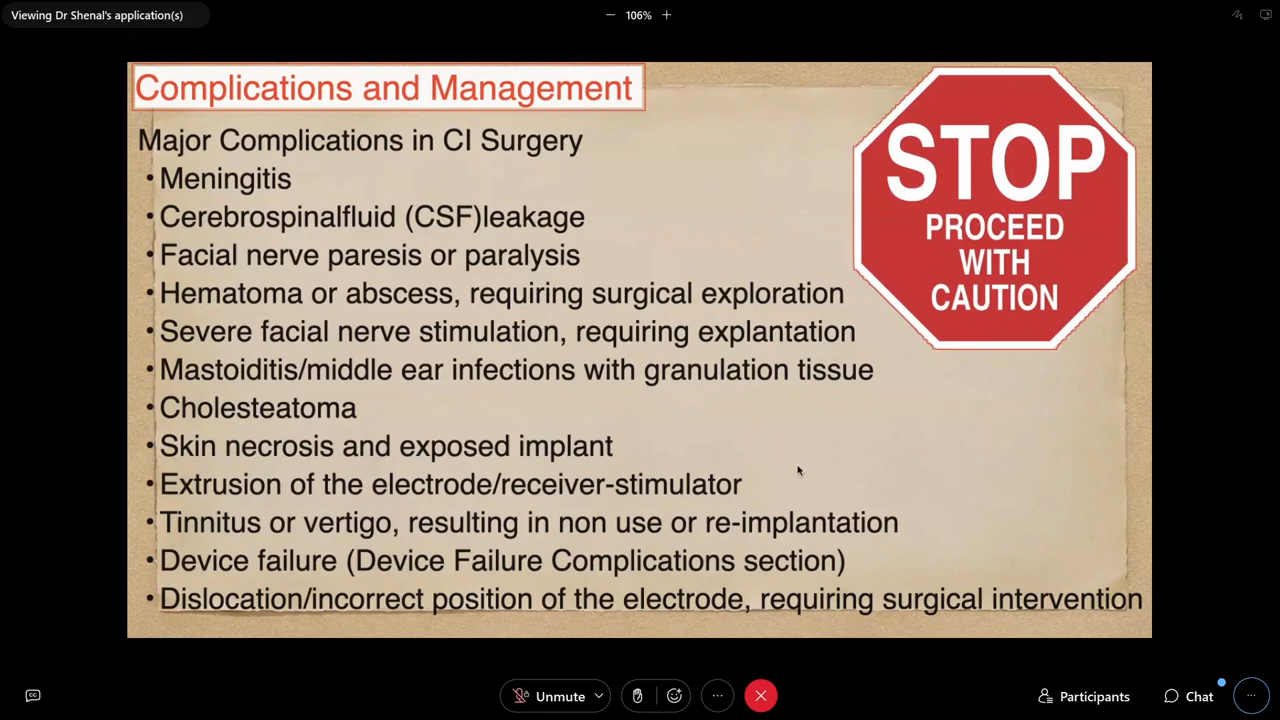 Viewing Dr Shenal's application(s)
106%
Complications and Management
Major Complications in CI Surgery
• Meningitis
• Cerebrospinalfluid (CSF)leakage
• Facial nerve paresis or paralysis
• Hematoma or abscess, requiring surgical exploration
• Severe facial nerve stimulation, requiring explantation
• Mastoiditis/middle ear infections with granulation tissue
• Cholesteatoma
• Skin necrosis and exposed implant
• Extrusion of the electrode/receiver-stimulator
• Tinnitus or vertigo, resulting in non use or re-implantation
• Device failure (Device Failure Complications section)
• Dislocation/incorrect position of the electrode, requiring surgical intervention
STOP
PROCEED
WITH
CAUTION
CC
Unmute
Participants
Chat